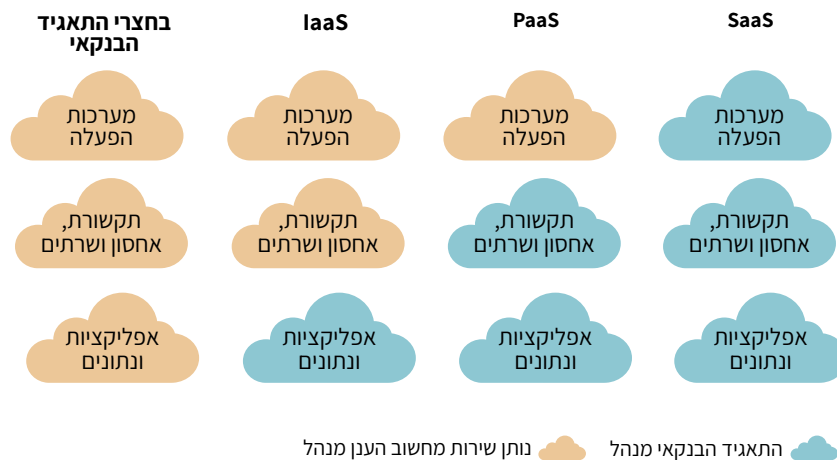 בחצרי התאגיד
הבנקאי
IaaS
PaaS
SaaS
מערכות
הפעלה
מערכות
הפעלה
מערכות
הפעלה
מערכות
הפעלה
תקשורת,
אחסון ושרתים
תקשורת,
אחסון ושרתים
תקשורת,
אחסון ושרתים
תקשורת,
אחסון ושרתים
אפליקציות
ונתונים
אפליקציות
ונתונים
אפליקציות
ונתונים
אפליקציות
ונתונים
התאגיד הבנקאי מנהל
נותן שירות מחשוב הענן מנהל